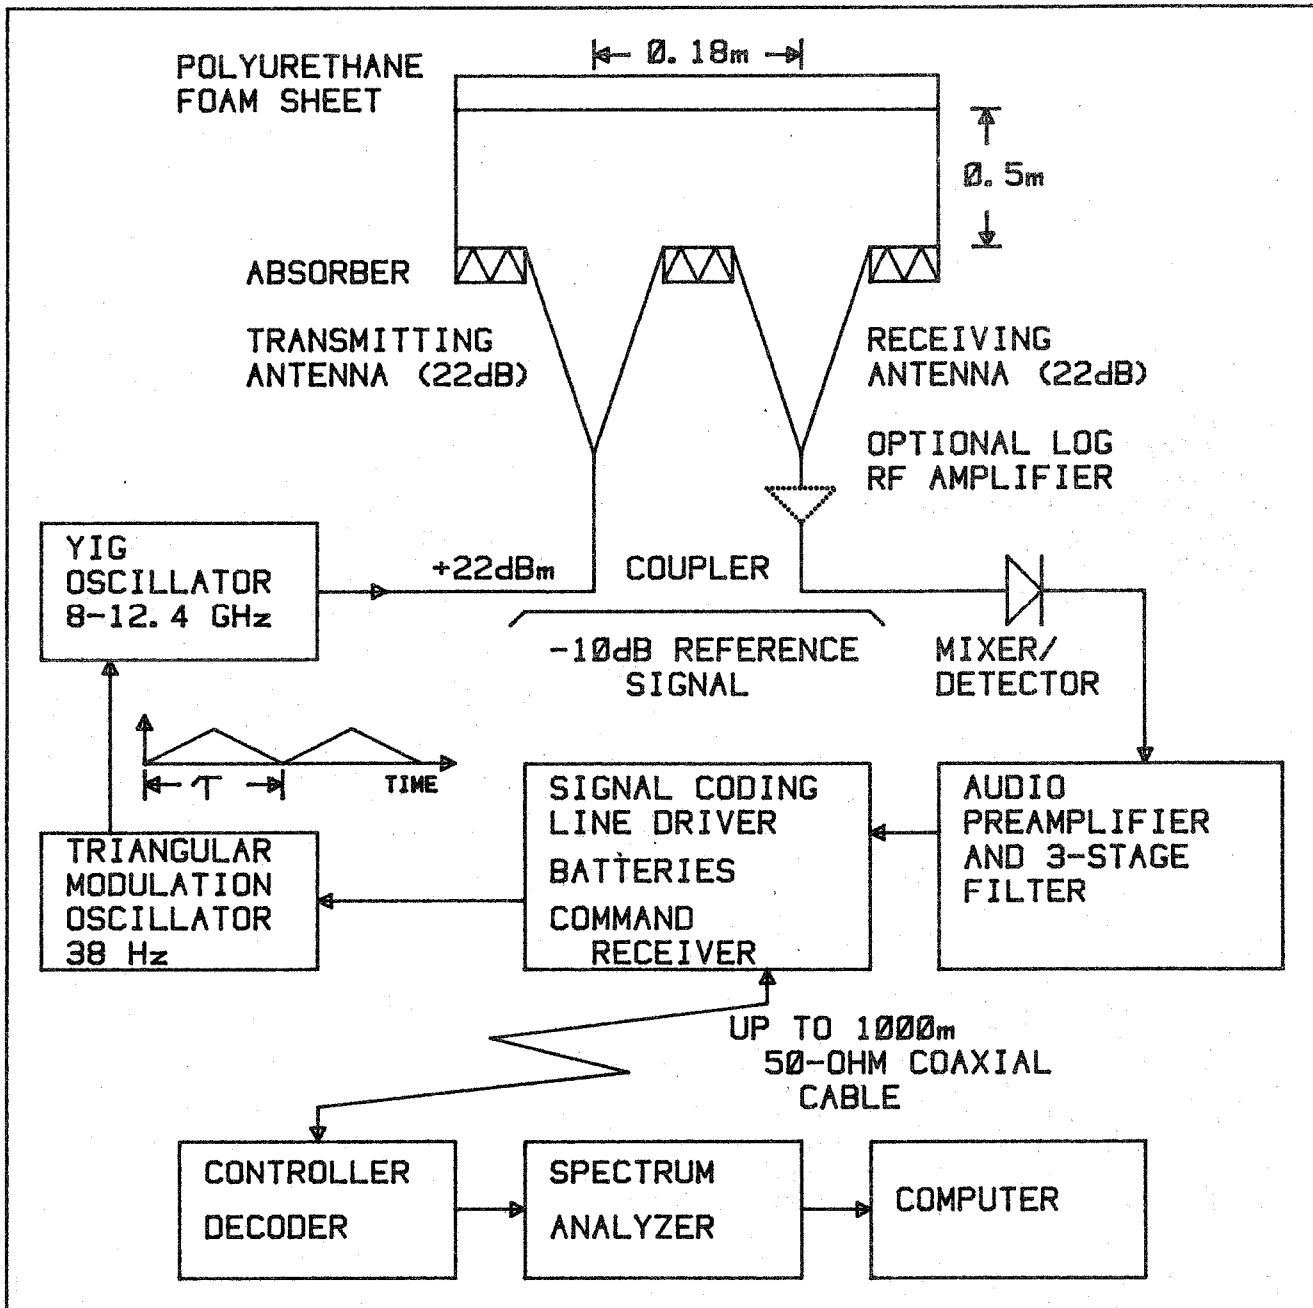 0.18m
POLYURETHANE
FOAM SHEET
0.5m
ABSORBER
TRANSMITTING
ANTENNA (22dB)
RECEIVING
ANTENNA (22dB)
OPTIONAL LOG
RF AMPLIFIER
YIG
OSCILLATOR
8-12.4 GHz
+22dBm
COUPLER
-10dB REFERENCE
SIGNAL
MIXER/
DETECTOR
τ
TIME
TRIANGULAR
MODULATION
OSCILLATOR
38 Hz
SIGNAL CODING
LINE DRIVER
BATTERIES
COMMAND
RECEIVER
AUDIO
PREAMPLIFIER
AND 3-STAGE
FILTER
UP TO 1000m
50-OHM COAXIAL
CABLE
CONTROLLER
DECODER
SPECTRUM
ANALYZER
COMPUTER